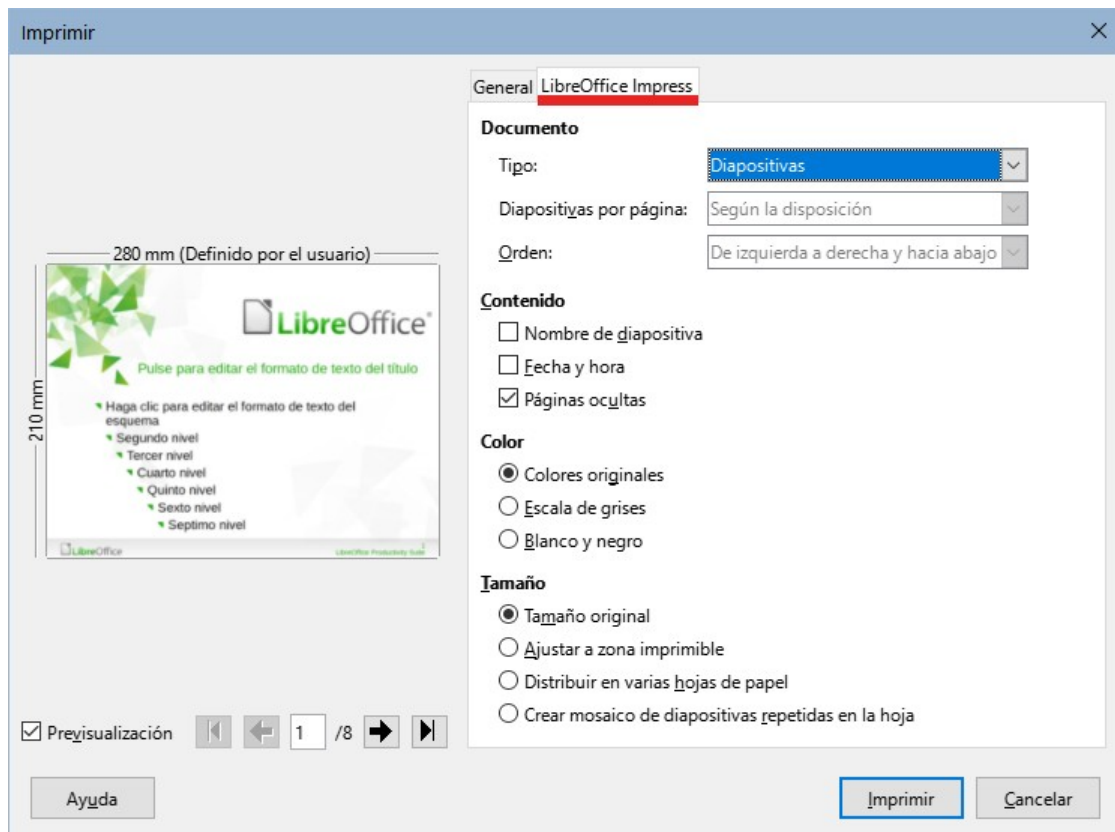 Imprimir
General LibreOffice Impress
Documento
Tipo: Diapositivas
Diapositivas por página: Según la disposición
Orden: De izquierda a derecha y hacia abajo
Contenido
Nombre de diapositiva
Fecha y hora
Páginas ocultas
Color
Colores originales
Escala de grises
Blanco y negro
Tamaño
Tamaño original
Ajustar a zona imprimible
Distribuir en varias hojas de papel
Crear mosaico de diapositivas repetidas en la hoja
280 mm (Definido por el usuario)
210 mm
LibreOffice
Pulse para editar el formato de texto del título
Haga clic para editar el formato de texto del
esquema
Segundo nivel
Tercer nivel
Cuarto nivel
Quinto nivel
Sexto nivel
Septimo nivel
LibreOffice
LibreOffice Productivity Suite
Previsualización 1 /8
Ayuda Imprimir Cancelar